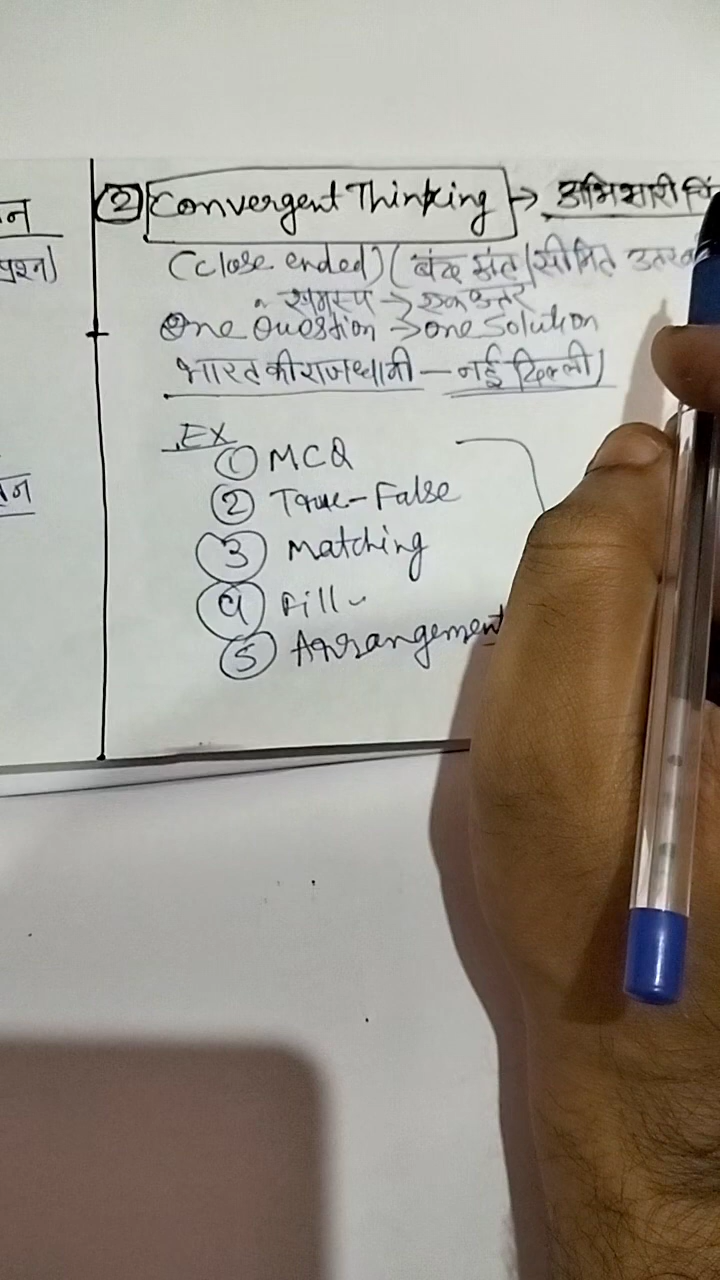 न
प्रश्न)
② Convergent Thinking → अभिसारी चिं
(close ended) (बंद अंत/सीमित उत्तर
समरूप → एक उत्तर
One Question → one Solution
भारत की राजधानी – नई दिल्ली)
EX
① MCQ
② True-False
③ Matching
④ Fill
⑤ Arrangement
न